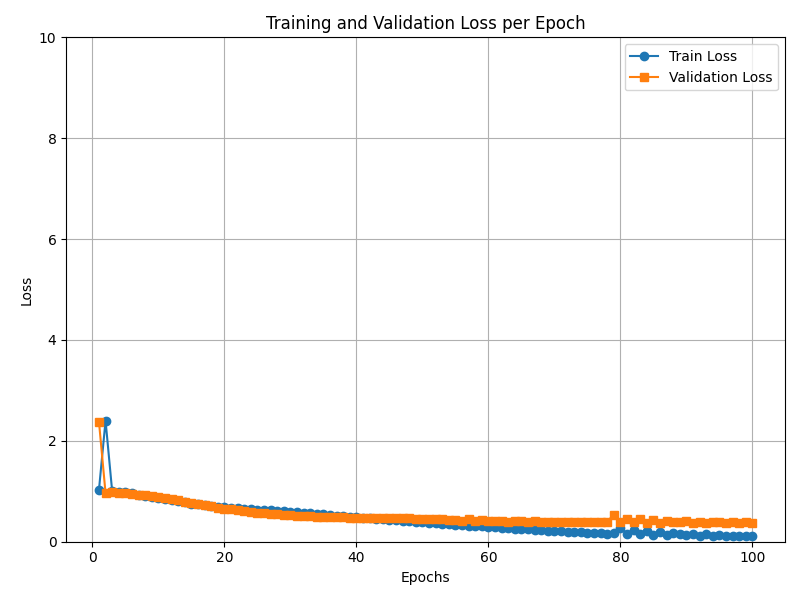 Training and Validation Loss per Epoch
10
8
6
4
2
0
Loss
Train Loss
Validation Loss
0 20 40 60 80 100
Epochs